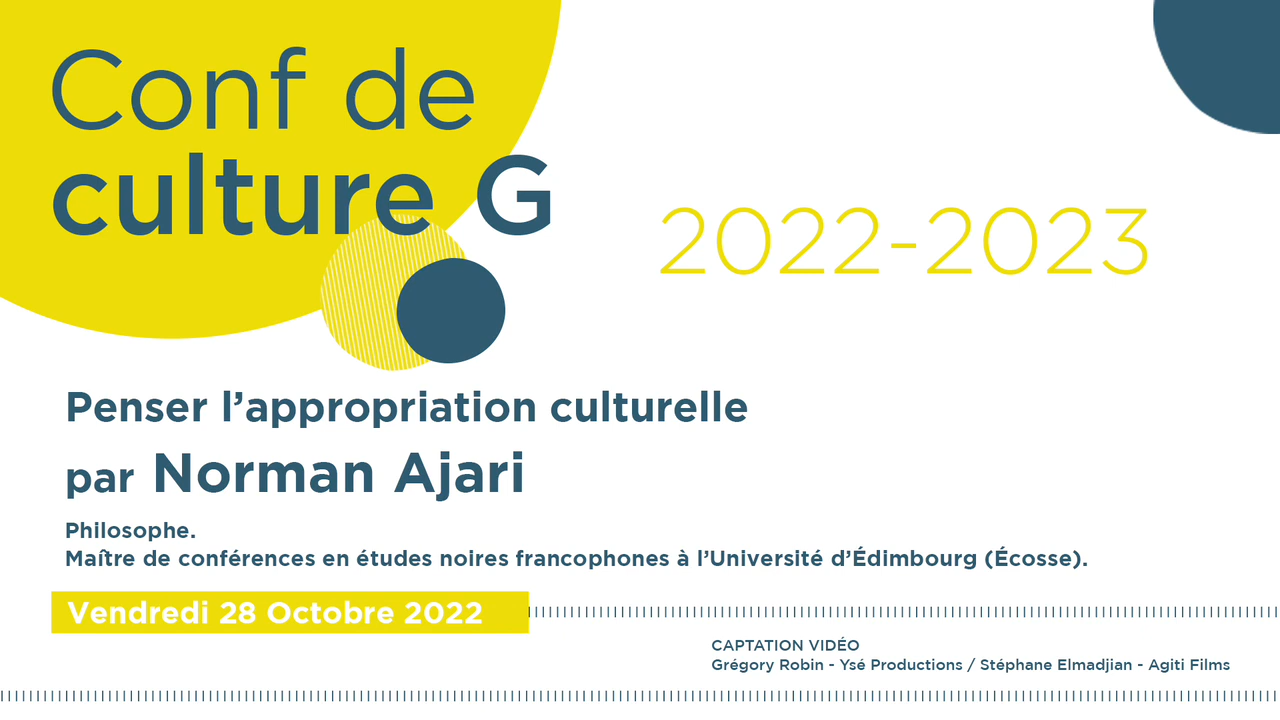 Conf de
culture G
2022-2023
Penser l’appropriation culturelle
par Norman Ajari
Philosophe.
Maître de conférences en études noires francophones à l’Université d’Édimbourg (Écosse).
Vendredi 28 Octobre 2022
CAPTATION VIDÉO
Grégory Robin - Ysé Productions / Stéphane Elmadjian - Agiti Films